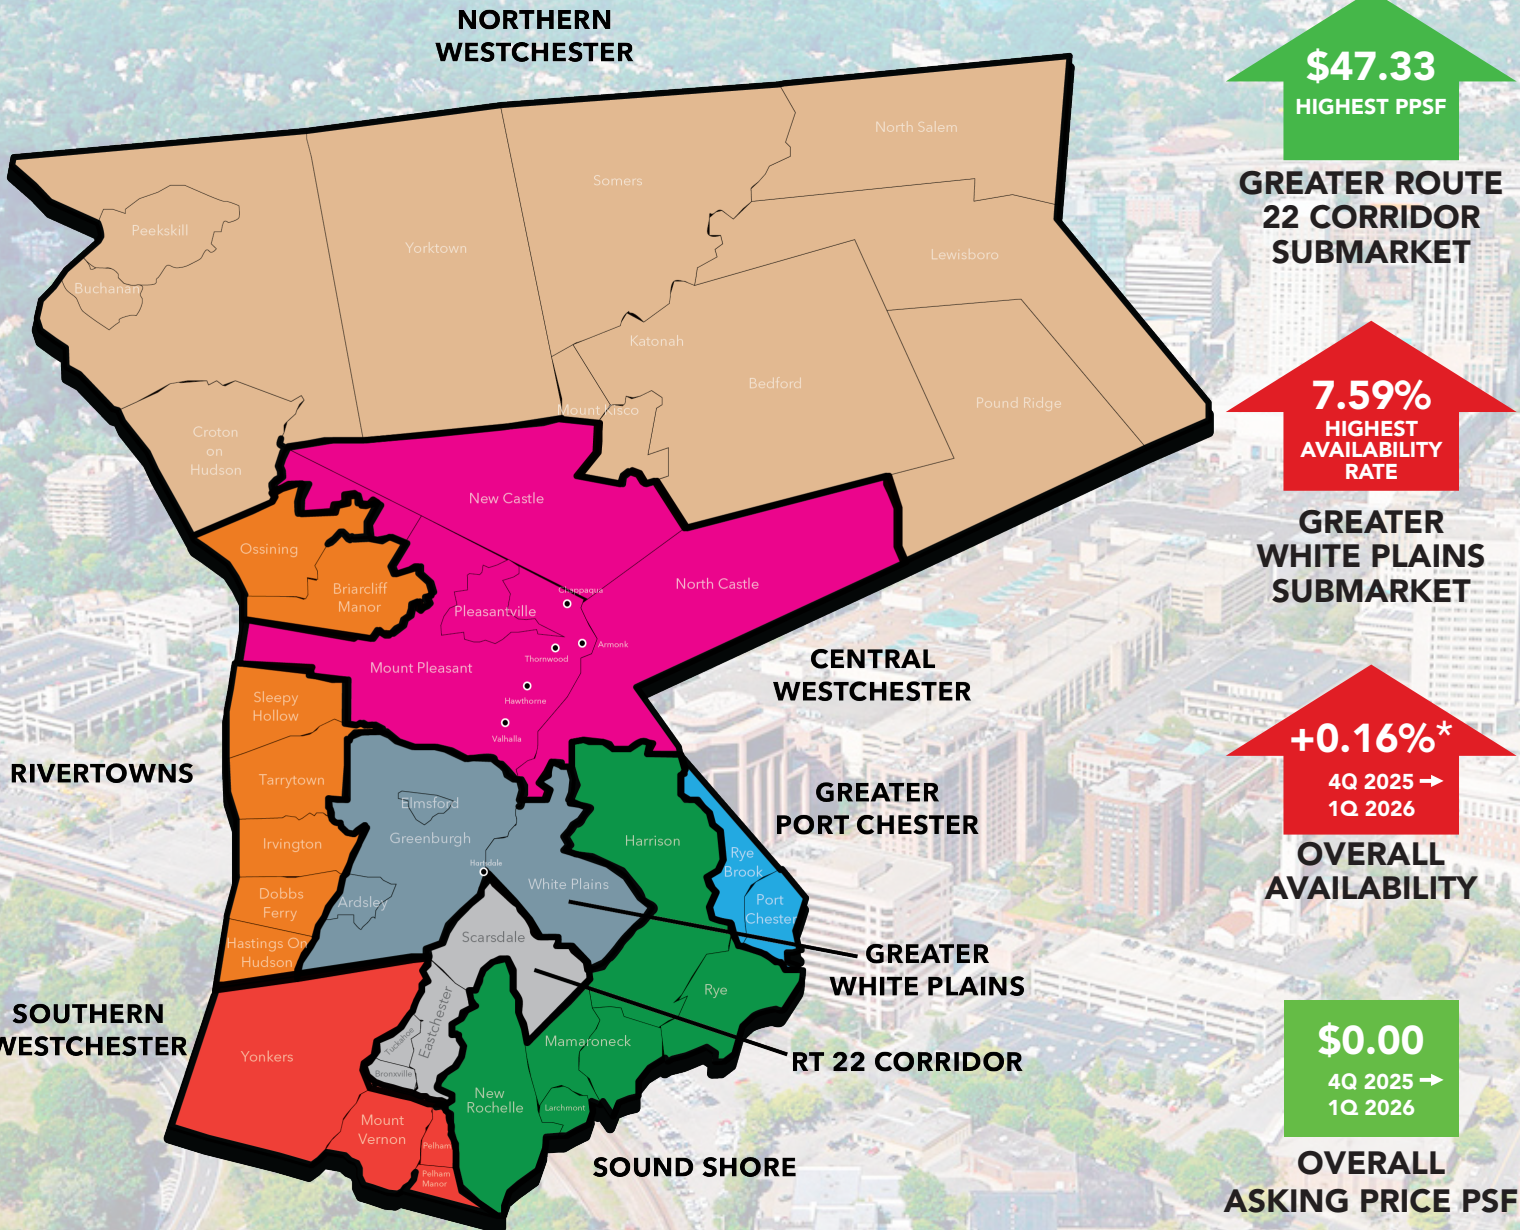 NORTHERN
WESTCHESTER
North Salem
Somers
Peekskill
Yorktown
Lewisboro
Buchanan
Katonah
Bedford
Pound Ridge
Mount Kisco
Croton
on
Hudson
New Castle
Ossining
Briarcliff
Manor
Chappaqua
North Castle
Pleasantville
Armonk
Thornwood
Mount Pleasant
Hawthorne
Valhalla
CENTRAL
WESTCHESTER
Sleepy
Hollow
RIVERTOWNS
Tarrytown
Elmsford
Greenburgh
Irvington
Hartsdale
Harrison
GREATER
PORT CHESTER
Rye
Brook
White Plains
Port
Chester
Dobbs
Ferry
Ardsley
Hastings On
Hudson
Scarsdale
GREATER
WHITE PLAINS
Rye
SOUTHERN
WESTCHESTER
Yonkers
Eastchester
Tuckahoe
Bronxville
Mamaroneck
RT 22 CORRIDOR
New
Rochelle
Larchmont
Mount
Vernon
Pelham
Pelham
Manor
SOUND SHORE
$47.33
HIGHEST PPSF
GREATER ROUTE
22 CORRIDOR
SUBMARKET
7.59%
HIGHEST
AVAILABILITY
RATE
GREATER
WHITE PLAINS
SUBMARKET
+0.16%*
4Q 2025 →
1Q 2026
OVERALL
AVAILABILITY
$0.00
4Q 2025 →
1Q 2026
OVERALL
ASKING PRICE PSF